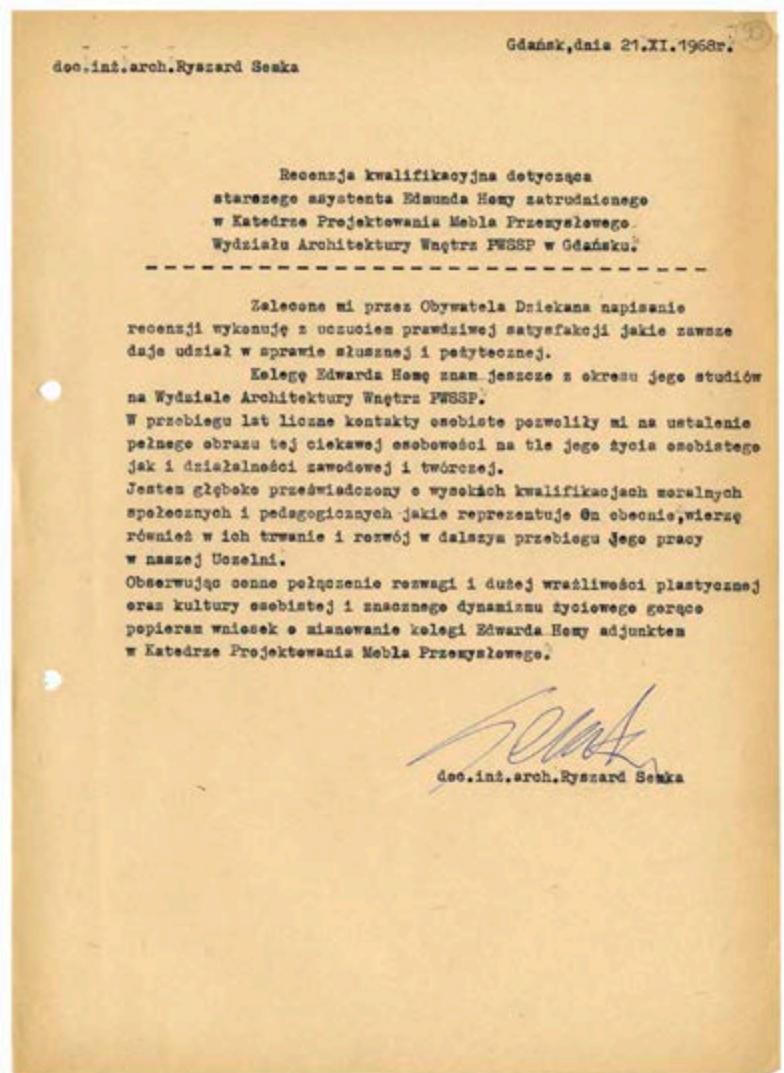 Gdańsk,dnia 21.XI.1968r.
doc.inż.arch.Ryszard Semka
Recenzja kwalifikacyjna dotycząca
starszego asystenta Edmunda Homy zatrudnionego
w Katedrze Projektowania Mebla Przemysłowego
Wydziału Architektury Wnętrz PWSSP w Gdańsku.
Zalecone mi przez Obywatela Dziekana napisanie
recenzji wykonuję z uczuciem prawdziwej satysfakcji jakie zawsze
daje udział w sprawie słusznej i pożytecznej.
Kolegę Edwarda Homę znam jeszcze z okresu jego studiów
na Wydziale Architektury Wnętrz PWSSP.
W przebiegu lat liczne kontakty osobiste pozwoliły mi na ustalenie
pełnego obrazu tej ciekawej osobowości na tle jego życia osobistego
jak i działalności zawodowej i twórczej.
Jestem głęboko przeświadczony o wysokich kwalifikacjach moralnych
społecznych i pedagogicznych jakie reprezentuje On obecnie,wierzę
również w ich trwanie i rozwój w dalszym przebiegu Jego pracy
w naszej Uczelni.
Obserwując cenne połączenie rozwagi i dużej wrażliwości plastycznej
oraz kultury osobistej i znacznego dynamizmu życiowego gorąco
popieram wniosek o mianowanie kolegi Edwarda Homy adjunktem
w Katedrze Projektowania Mebla Przemysłowego.
Semka
doc.inż.arch.Ryszard Semka